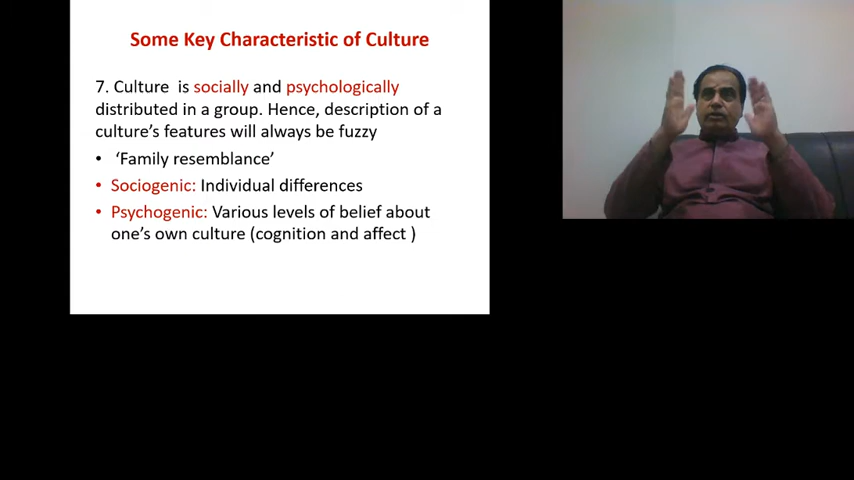 Some Key Characteristic of Culture
7. Culture is socially and psychologically
distributed in a group. Hence, description of a
culture's features will always be fuzzy
• 'Family resemblance'
• Sociogenic: Individual differences
• Psychogenic: Various levels of belief about
one's own culture (cognition and affect )